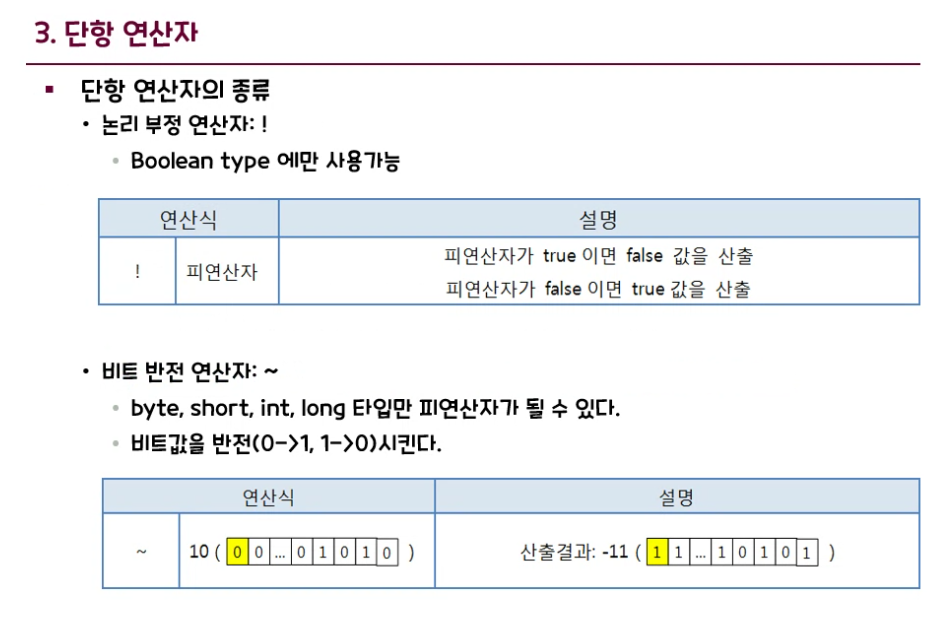 3. 단항 연산자
▪ 단항 연산자의 종류
• 논리 부정 연산자: !
• Boolean type 에만 사용가능
연산식 설명
! 피연산자 피연산자가 true 이면 false 값을 산출
피연산자가 false 이면 true 값을 산출
• 비트 반전 연산자: ~
• byte, short, int, long 타입만 피연산자가 될 수 있다.
• 비트값을 반전(0->1, 1->0)시킨다.
연산식 설명
~ 10 ( 0 0 ... 0 1 0 1 0 ) 산출결과: -11 ( 1 1 ... 1 0 1 0 1 )